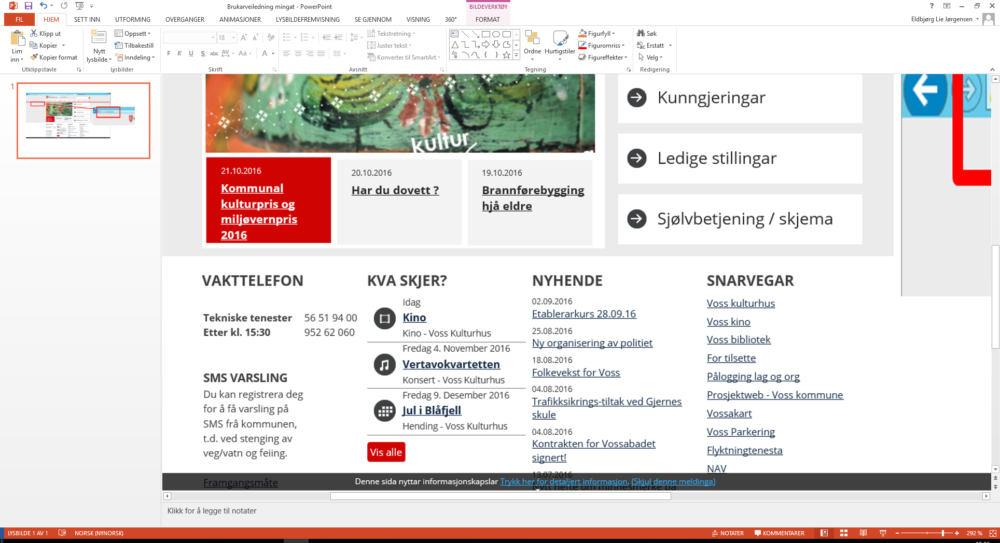 Brukarveiledning mingat - PowerPoint
BILDEVERKTØY
FIL
HJEM
SETT INN
UTFORMING
OVERGANGER
ANIMASJONER
LYSBILDEFREMVISNING
SE GJENNOM
VISNING
360°
FORMAT
Eldbjørg Lie Jørgensen
Lim inn
Klipp ut
Kopier
Kopier format
Utklippstavle
Nytt lysbilde
Oppsett
Tilbakestill
Inndeling
Lysbilder
18
F K U S abc AV Aa A
Skrift
Tekstretning
Juster tekst
Konverter til SmartArt
Avsnitt
Ordne
Hurtigstiler
Figurfyll
Figuromriss
Figureffekter
Tegning
Søk
Erstatt
Velg
Redigering
1
kultur
Kunngjeringar
Ledige stillingar
Sjølvbetjening / skjema
21.10.2016
Kommunal
kulturpris og
miljøvernpris
2016
20.10.2016
Har du dovett ?
19.10.2016
Brannførebygging
hjå eldre
VAKTTELEFON
Tekniske tenester 56 51 94 00
Etter kl. 15:30 952 62 060
SMS VARSLING
Du kan registrera deg
for å få varsling på
SMS frå kommunen,
t.d. ved stenging av
veg/vatn og feiing.
Framgangsmåte
KVA SKJER?
Idag
Kino
Kino - Voss Kulturhus
Fredag 4. November 2016
Vertavokvartetten
Konsert - Voss Kulturhus
Fredag 9. Desember 2016
Jul i Blåfjell
Hending - Voss Kulturhus
Vis alle
NYHENDE
02.09.2016
Etablerarkurs 28.09.16
25.08.2016
Ny organisering av politiet
18.08.2016
Folkevekst for Voss
04.08.2016
Trafikksikrings-tiltak ved Gjernes
skule
04.08.2016
Kontrakten for Vossabadet
signert!
13.07.2016
Nytt hefte om minnesmerke på
SNARVEGAR
Voss kulturhus
Voss kino
Voss bibliotek
For tilsette
Pålogging lag og org
Prosjektweb - Voss kommune
Vossakart
Voss Parkering
Flyktningtenesta
NAV
Denne sida nyttar informasjonskapslar Trykk her for detaljert informasjon. (Skjul denne meldinga)
Klikk for å legge til notater
LYSBILDE 1 AV 1
NORSK (NYNORSK)
NOTATER
KOMMENTARER
292 %